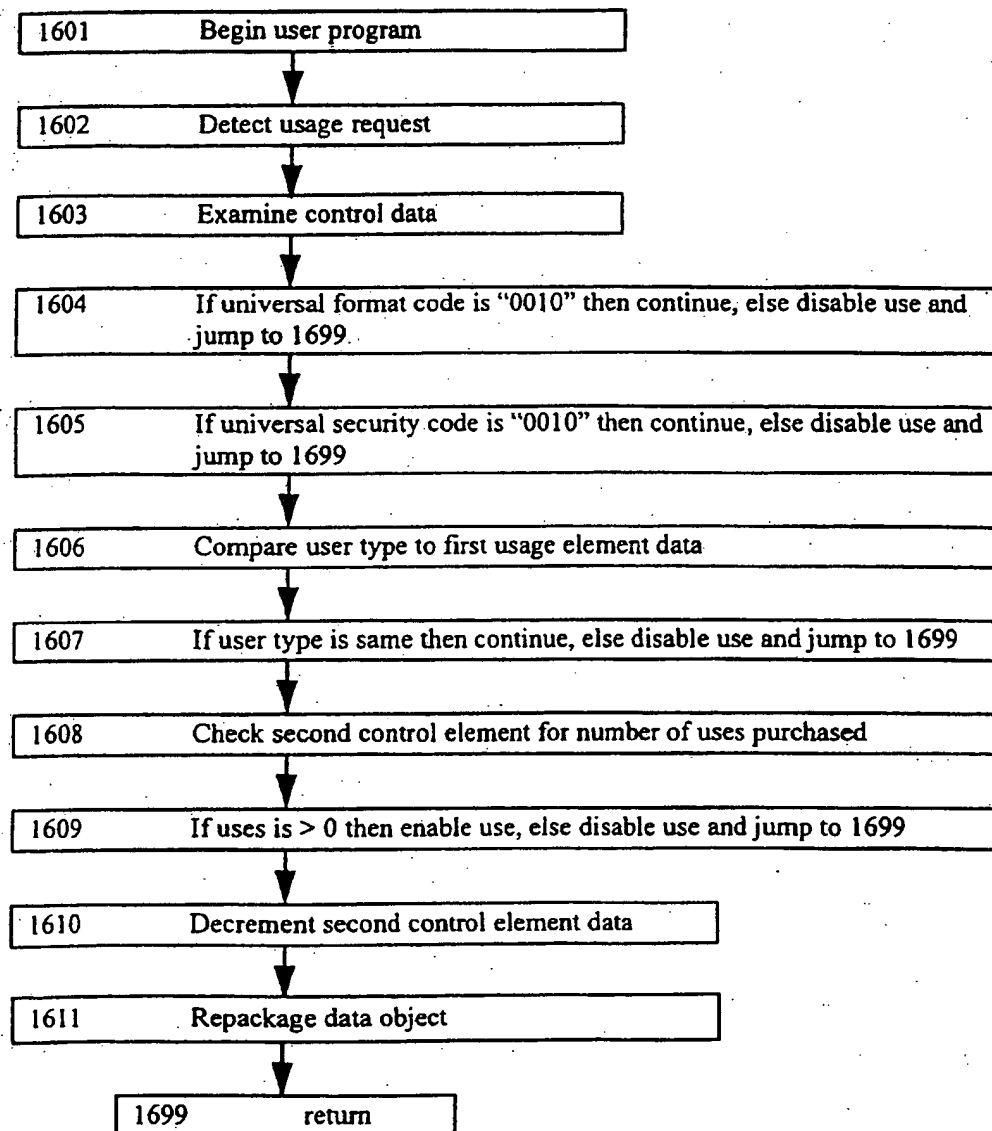 1601 Begin user program
1602 Detect usage request
1603 Examine control data
1604 If universal format code is “0010” then continue, else disable use and
jump to 1699.
1605 If universal security code is “0010” then continue, else disable use and
jump to 1699
1606 Compare user type to first usage element data
1607 If user type is same then continue, else disable use and jump to 1699
1608 Check second control element for number of uses purchased
1609 If uses is > 0 then enable use, else disable use and jump to 1699
1610 Decrement second control element data
1611 Repackage data object
1699 return